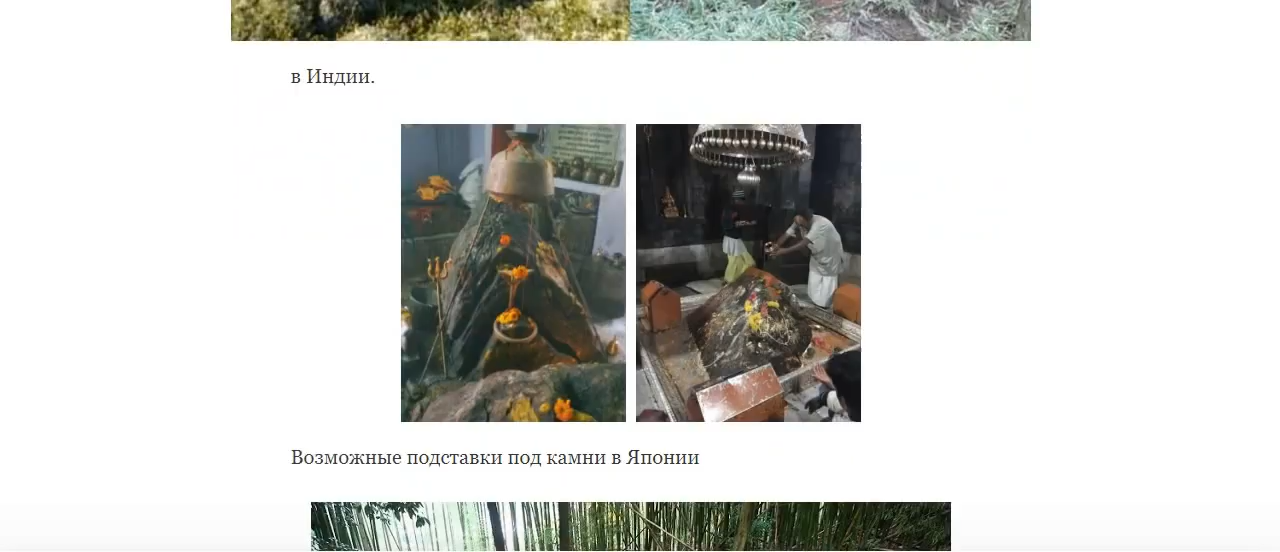 в Индии.
Возможные подставки под камни в Японии